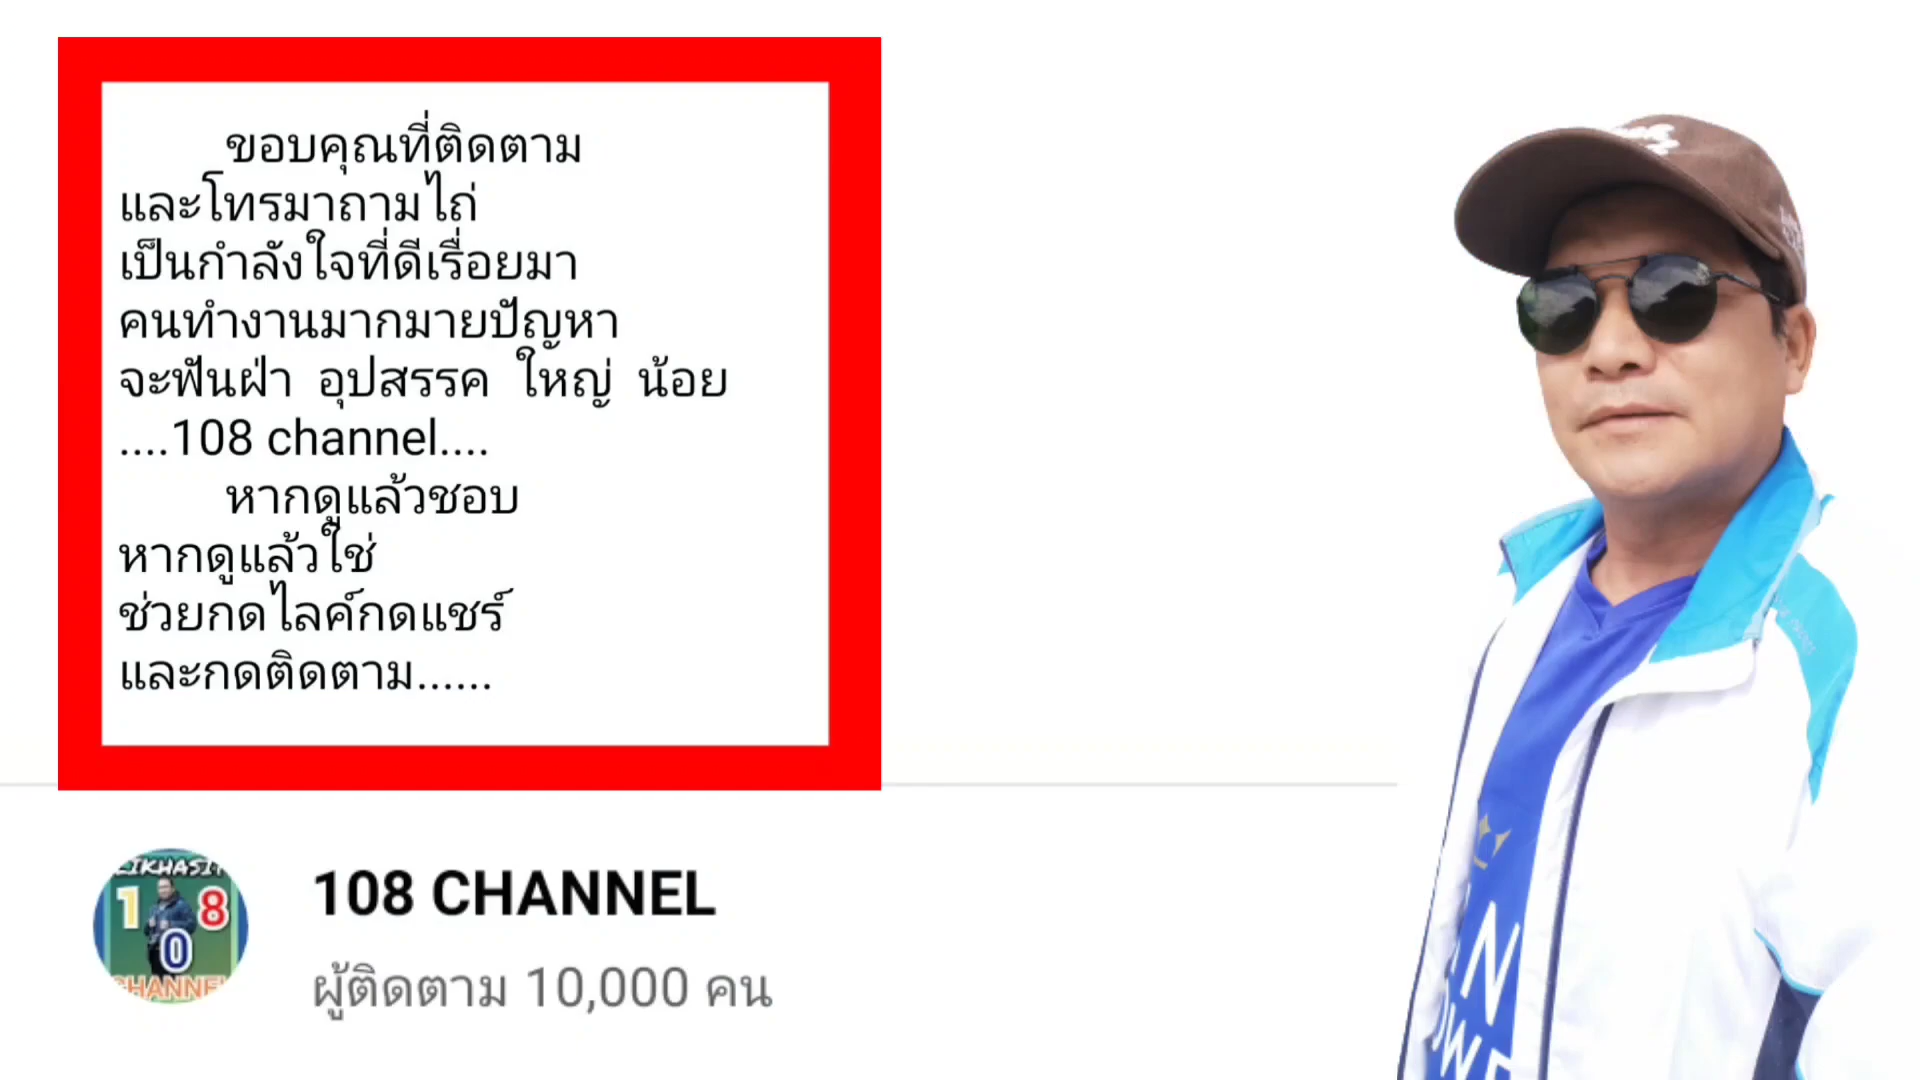 ขอบคุณที่ติดตาม
และโทรมาถามไถ่
เป็นกำลังใจที่ดีเรื่อยมา
คนทำงานมากมายปัญหา
จะฟันฝ่า อุปสรรค ใหญ่ น้อย
....108 channel....
หากดูแล้วชอบ
หากดูแล้วใช่
ช่วยกดไลค์กดแชร์
และกดติดตาม......
1 8
0
108 CHANNEL
ผู้ติดตาม 10,000 คน